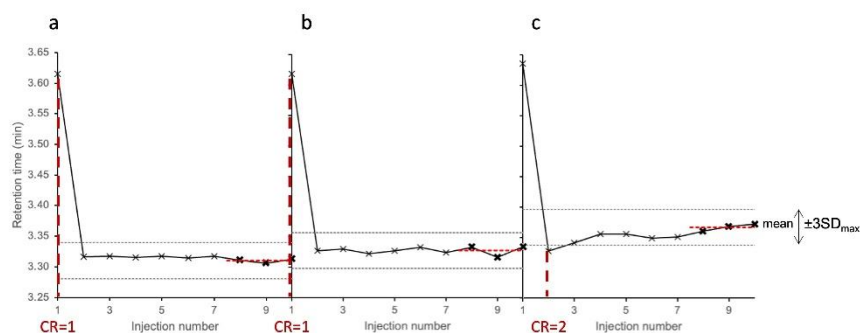 a
b
c
Retention time (min)
3.65
3.60
3.55
3.50
3.45
3.40
3.35
3.30
3.25
mean
±3SDmax
1 3 5 7 9 1 3 5 7 9 1 3 5 7 9
CR=1 Injection number CR=1 Injection number CR=2 Injection number